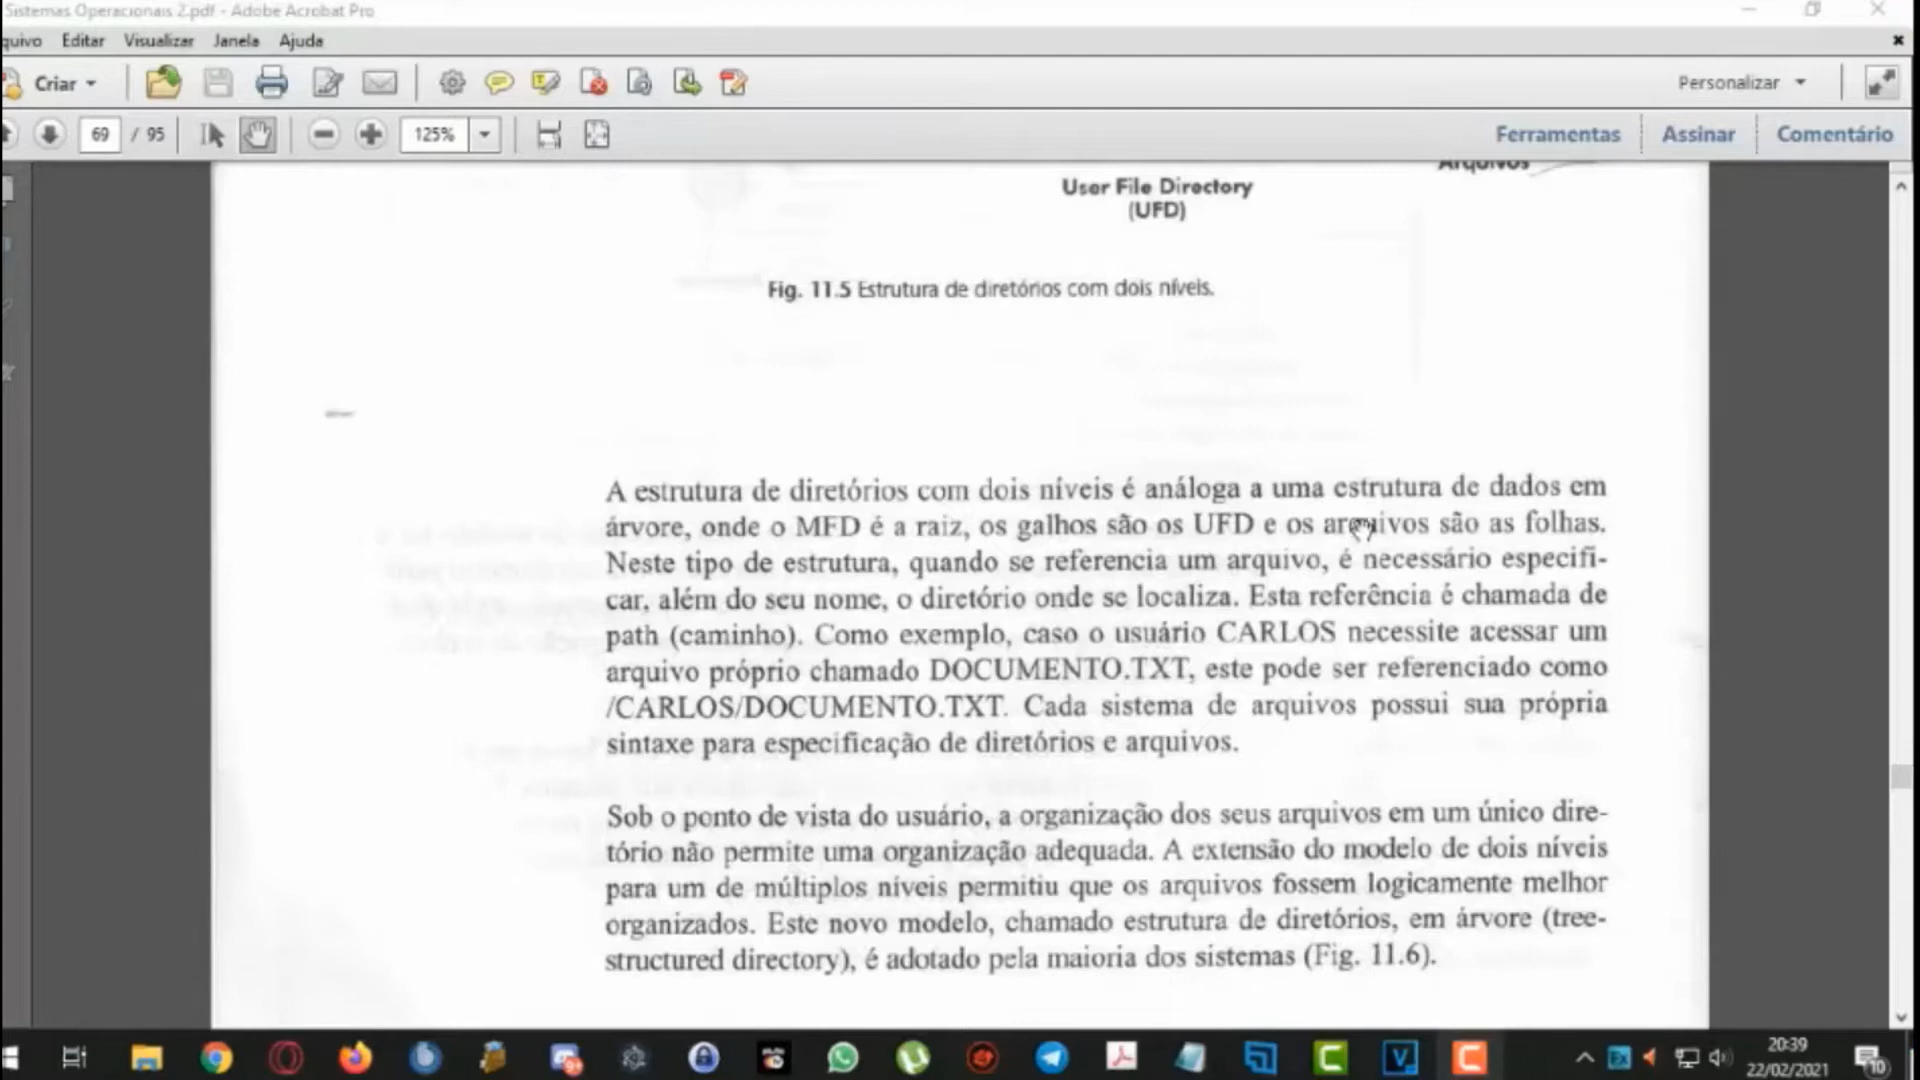 Sistemas Operacionais 2.pdf - Adobe Acrobat Pro
quivo Editar Visualizar Janela Ajuda
Criar
Personalizar
69 / 95
125%
Ferramentas Assinar Comentário
Arquivos
User File Directory
(UFD)
Fig. 11.5 Estrutura de diretórios com dois níveis.
A estrutura de diretórios com dois níveis é análoga a uma estrutura de dados em
árvore, onde o MFD é a raiz, os galhos são os UFD e os arquivos são as folhas.
Neste tipo de estrutura, quando se referencia um arquivo, é necessário especifi-
car, além do seu nome, o diretório onde se localiza. Esta referência é chamada de
path (caminho). Como exemplo, caso o usuário CARLOS necessite acessar um
arquivo próprio chamado DOCUMENTO.TXT, este pode ser referenciado como
/CARLOS/DOCUMENTO.TXT. Cada sistema de arquivos possui sua própria
sintaxe para especificação de diretórios e arquivos.
Sob o ponto de vista do usuário, a organização dos seus arquivos em um único dire-
tório não permite uma organização adequada. A extensão do modelo de dois níveis
para um de múltiplos níveis permitiu que os arquivos fossem logicamente melhor
organizados. Este novo modelo, chamado estrutura de diretórios, em árvore (tree-
structured directory), é adotado pela maioria dos sistemas (Fig. 11.6).
20:39
22/02/2021
10